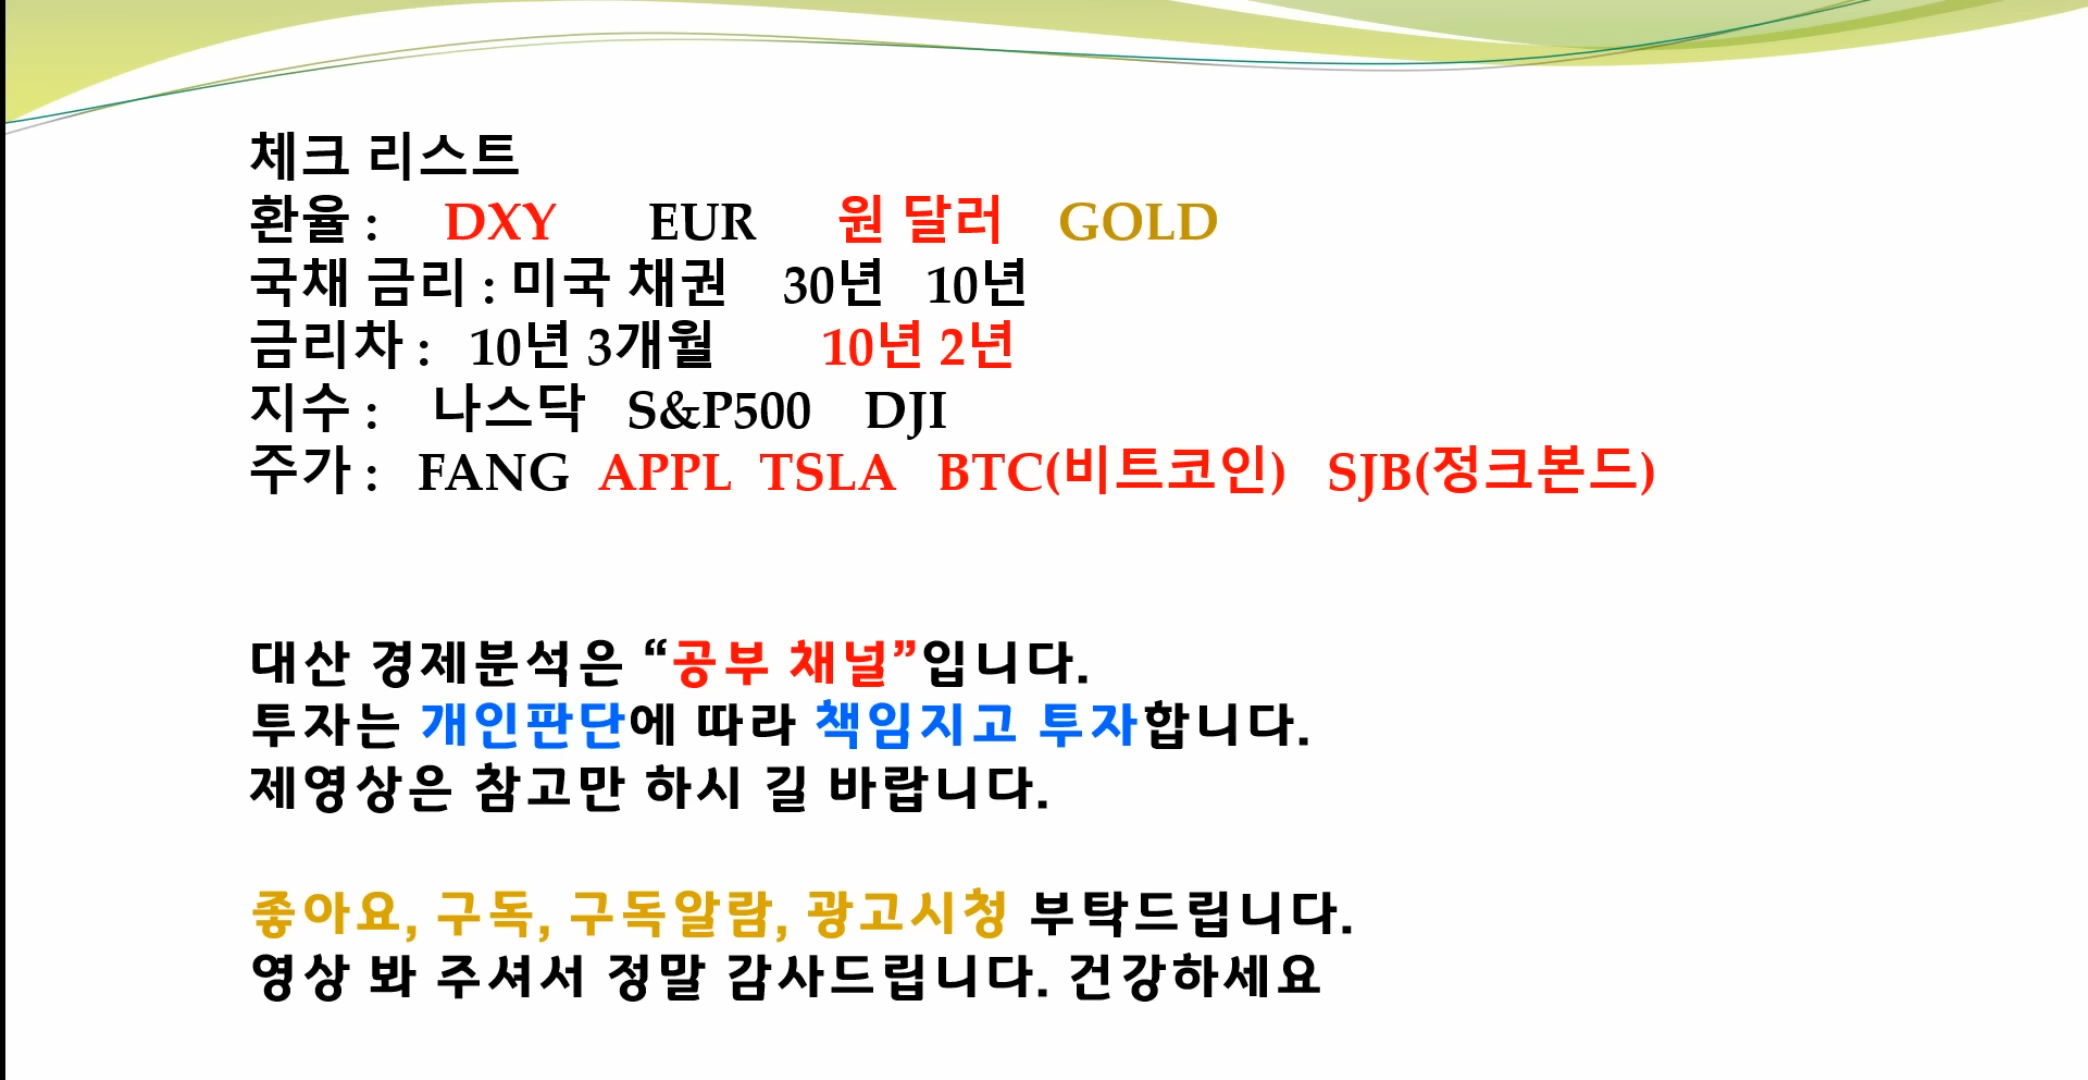 체크 리스트
환율 : DXY EUR 원 달러 GOLD
국채 금리 : 미국 채권 30년 10년
금리차 : 10년 3개월 10년 2년
지수 : 나스닥 S&P500 DJI
주가 : FANG APPL TSLA BTC(비트코인) SJB(정크본드)
대산 경제분석은 “공부 채널”입니다.
투자는 개인판단에 따라 책임지고 투자합니다.
제영상은 참고만 하시 길 바랍니다.
좋아요, 구독, 구독알람, 광고시청 부탁드립니다.
영상 봐 주셔서 정말 감사드립니다. 건강하세요